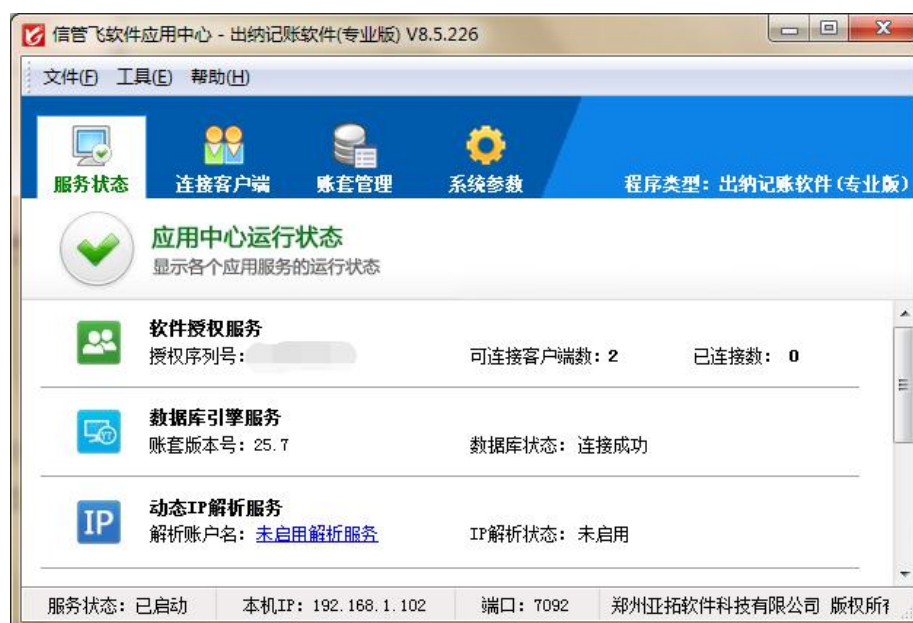 信管飞软件应用中心 - 出纳记账软件(专业版) V8.5.226
文件(F) 工具(E) 帮助(H)
服务状态 连接客户端 账套管理 系统参数 程序类型：出纳记账软件(专业版)
应用中心运行状态
显示各个应用服务的运行状态
软件授权服务
授权序列号： 可连接客户端数：2 已连接数： 0
数据库引擎服务
账套版本号：25.7 数据库状态：连接成功
IP 动态IP解析服务
解析账户名：未启用解析服务 IP解析状态：未启用
服务状态：已启动 本机IP：192.168.1.102 端口：7092 郑州亚拓软件科技有限公司 版权所